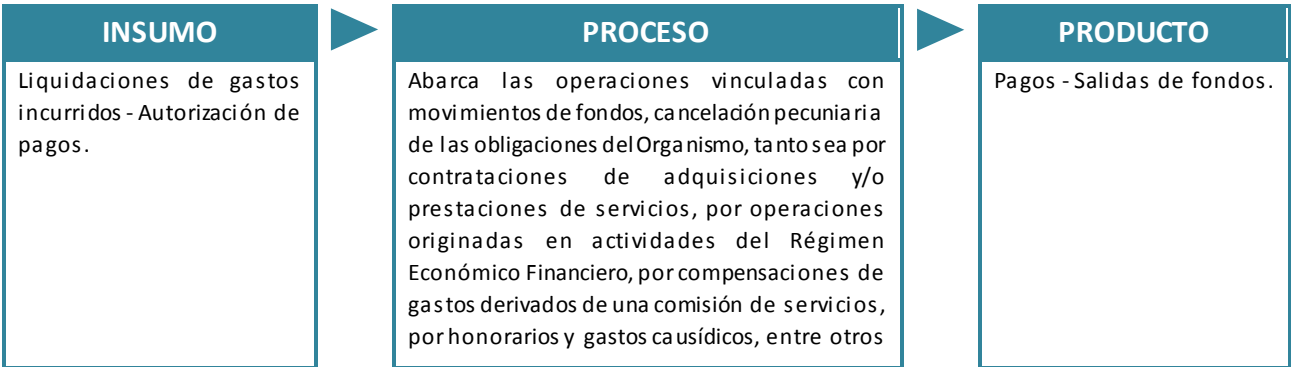 INSUMO
Liquidaciones de gastos
incurridos - Autorización de
pagos.
PROCESO
Abarca las operaciones vinculadas con
movimientos de fondos, cancelación pecuniaria
de las obligaciones del Organismo, tanto sea por
contrataciones de adquisiciones y/o
prestaciones de servicios, por operaciones
originadas en actividades del Régimen
Económico Financiero, por compensaciones de
gastos derivados de una comisión de servicios,
por honorarios y gastos causídicos, entre otros
PRODUCTO
Pagos - Salidas de fondos.